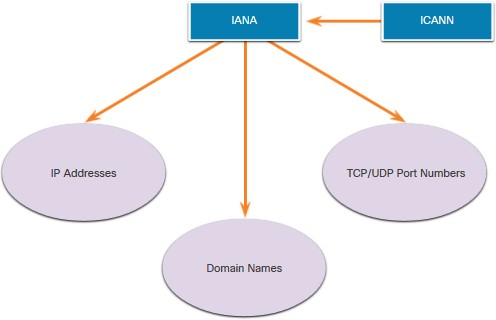 IANA
ICANN
IP Addresses
TCP/UDP Port Numbers
Domain Names